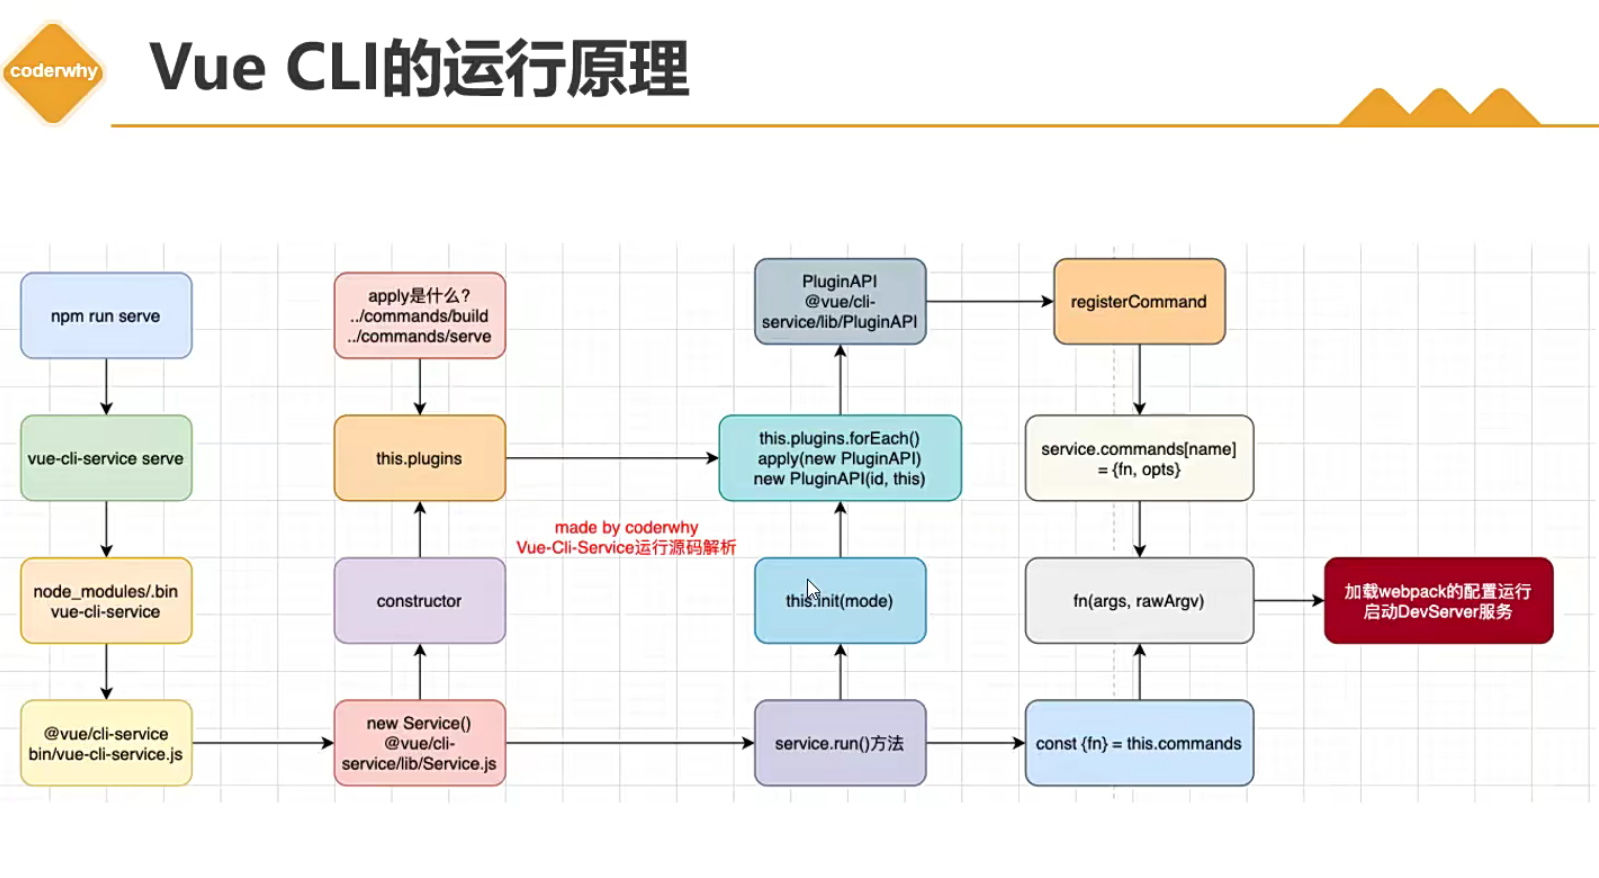 coderwhy
Vue CLI的运行原理
npm run serve
vue-cli-service serve
node_modules/.bin
vue-cli-service
@vue/cli-service
bin/vue-cli-service.js
apply是什么?
../commands/build
../commands/serve
this.plugins
constructor
new Service()
@vue/cli-
service/lib/Service.js
made by coderwhy
Vue-Cli-Service运行源码解析
PluginAPI
@vue/cli-
service/lib/PluginAPI
this.plugins.forEach()
apply(new PluginAPI)
new PluginAPI(id, this)
this.init(mode)
service.run()方法
registerCommand
service.commands[name]
= {fn, opts}
fn(args, rawArgv)
const {fn} = this.commands
加载webpack的配置运行
启动DevServer服务